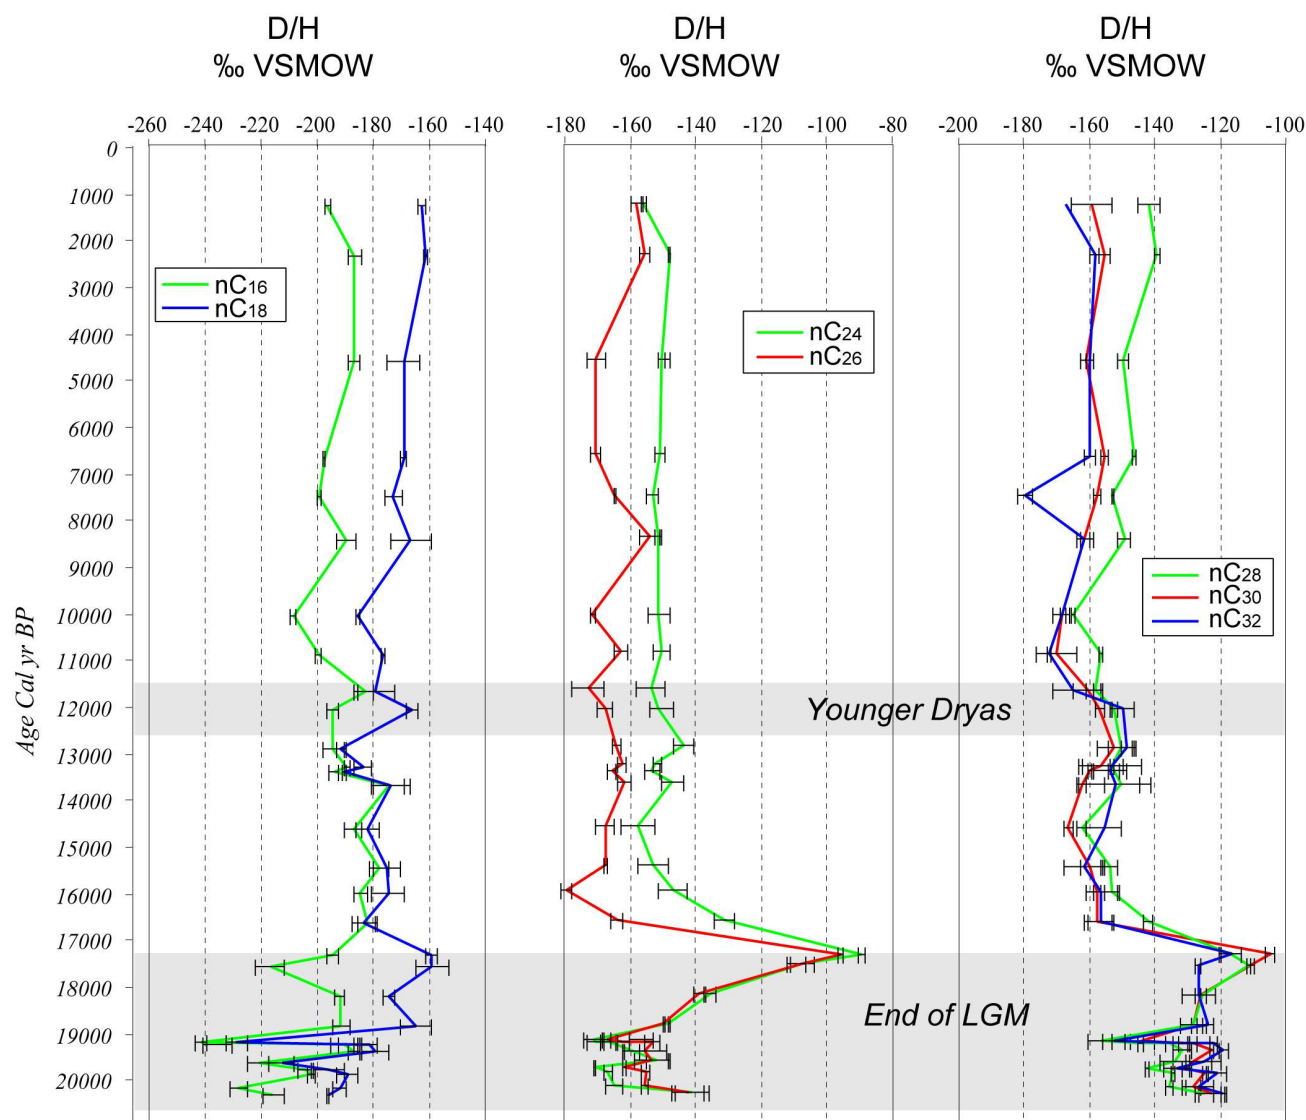 D/H D/H D/H
‰ VSMOW ‰ VSMOW ‰ VSMOW
-260 -240 -220 -200 -180 -160 -140 -180 -160 -140 -120 -100 -80 -200 -180 -160 -140 -120 -100
0
1000
2000
3000
4000
5000
6000
7000
8000
9000
10000
11000
12000
13000
14000
15000
16000
17000
18000
19000
20000
Age Cal yr BP
nC16
nC18
nC24
nC26
nC28
nC30
nC32
Younger Dryas
End of LGM